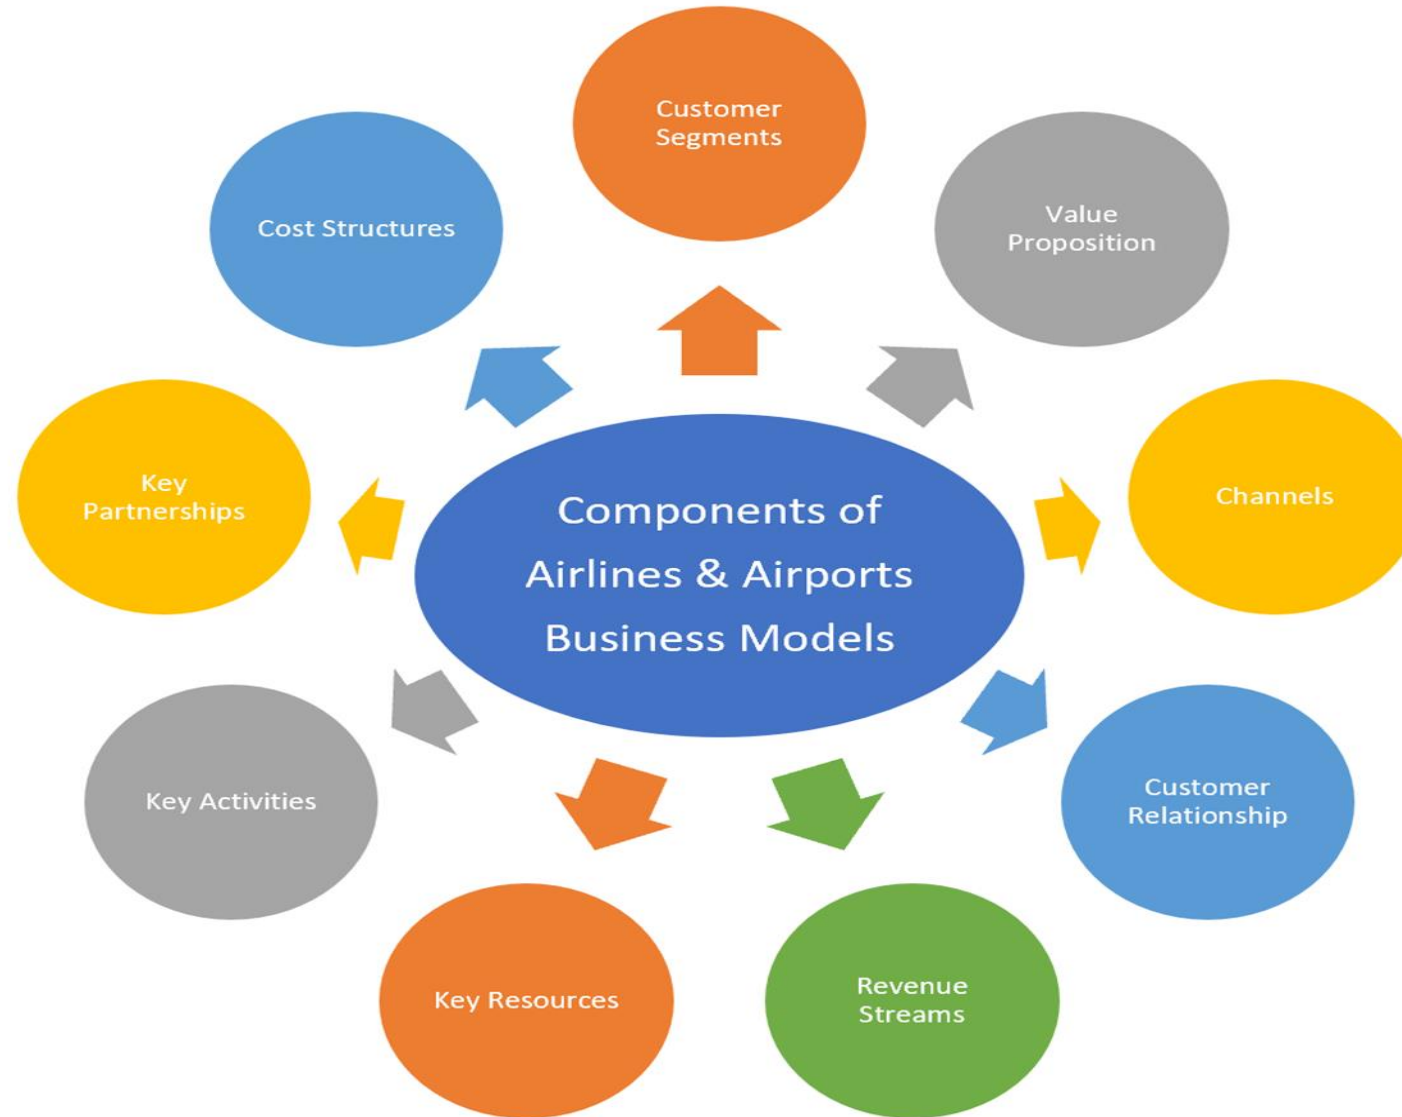 Customer
Segments
Value
Proposition
Channels
Customer
Relationship
Revenue
Streams
Key Resources
Key Activities
Key
Partnerships
Cost Structures
Components of
Airlines & Airports
Business Models